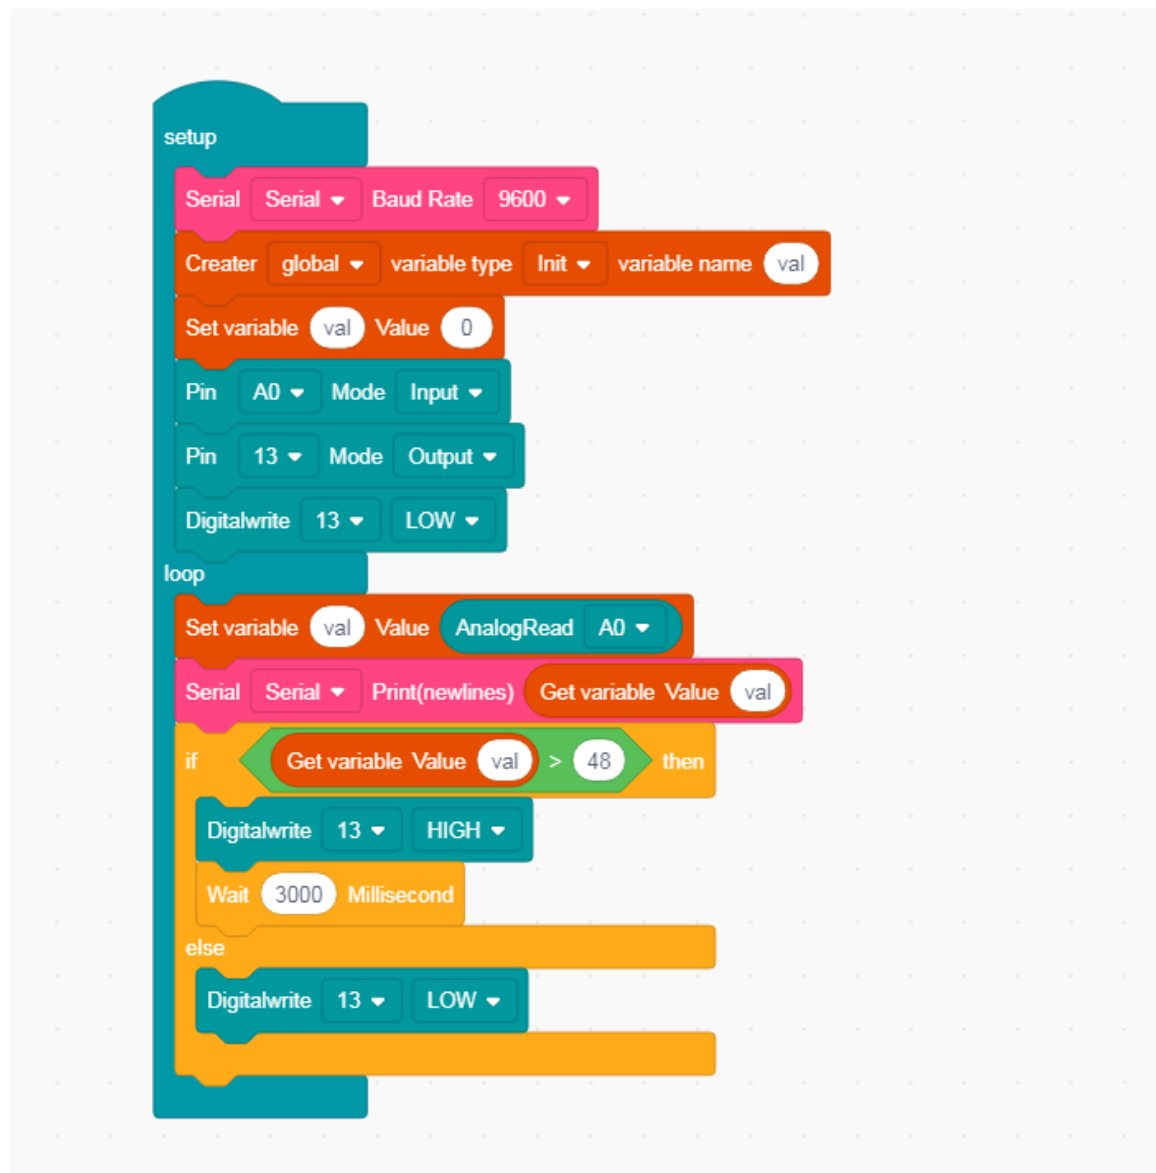 setup
Serial Serial Baud Rate 9600
Creater global variable type Init variable name val
Set variable val Value 0
Pin A0 Mode Input
Pin 13 Mode Output
Digitalwrite 13 LOW
loop
Set variable val Value AnalogRead A0
Serial Serial Print(newlines) Get variable Value val
if Get variable Value val > 48 then
Digitalwrite 13 HIGH
Wait 3000 Millisecond
else
Digitalwrite 13 LOW